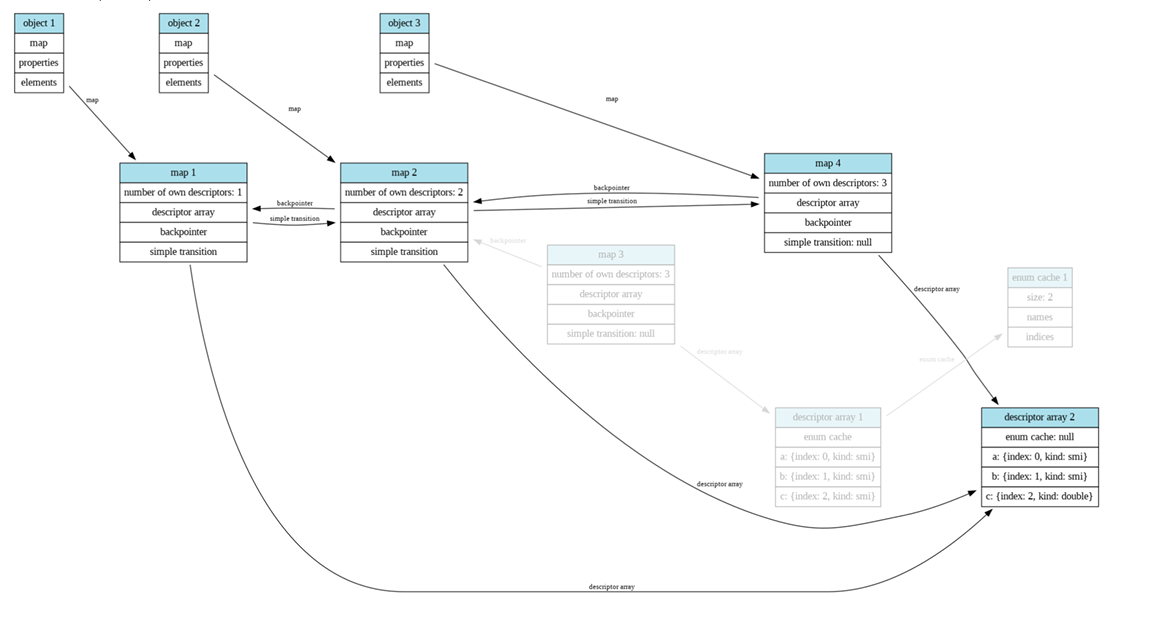 object 1
map
properties
elements
object 2
map
properties
elements
object 3
map
properties
elements
map
map
map
map 1
number of own descriptors: 1
descriptor array
backpointer
simple transition
backpointer
simple transition
map 2
number of own descriptors: 2
descriptor array
backpointer
simple transition
backpointer
simple transition
map 4
number of own descriptors: 3
descriptor array
backpointer
simple transition: null
backpointer
map 3
number of own descriptors: 3
descriptor array
backpointer
simple transition: null
descriptor array
enum cache 1
size: 2
names
indices
descriptor array
enum cache
descriptor array 1
enum cache
a: {index: 0, kind: smi}
b: {index: 1, kind: smi}
c: {index: 2, kind: smi}
descriptor array 2
enum cache: null
a: {index: 0, kind: smi}
b: {index: 1, kind: smi}
c: {index: 2, kind: double}
descriptor array
descriptor array